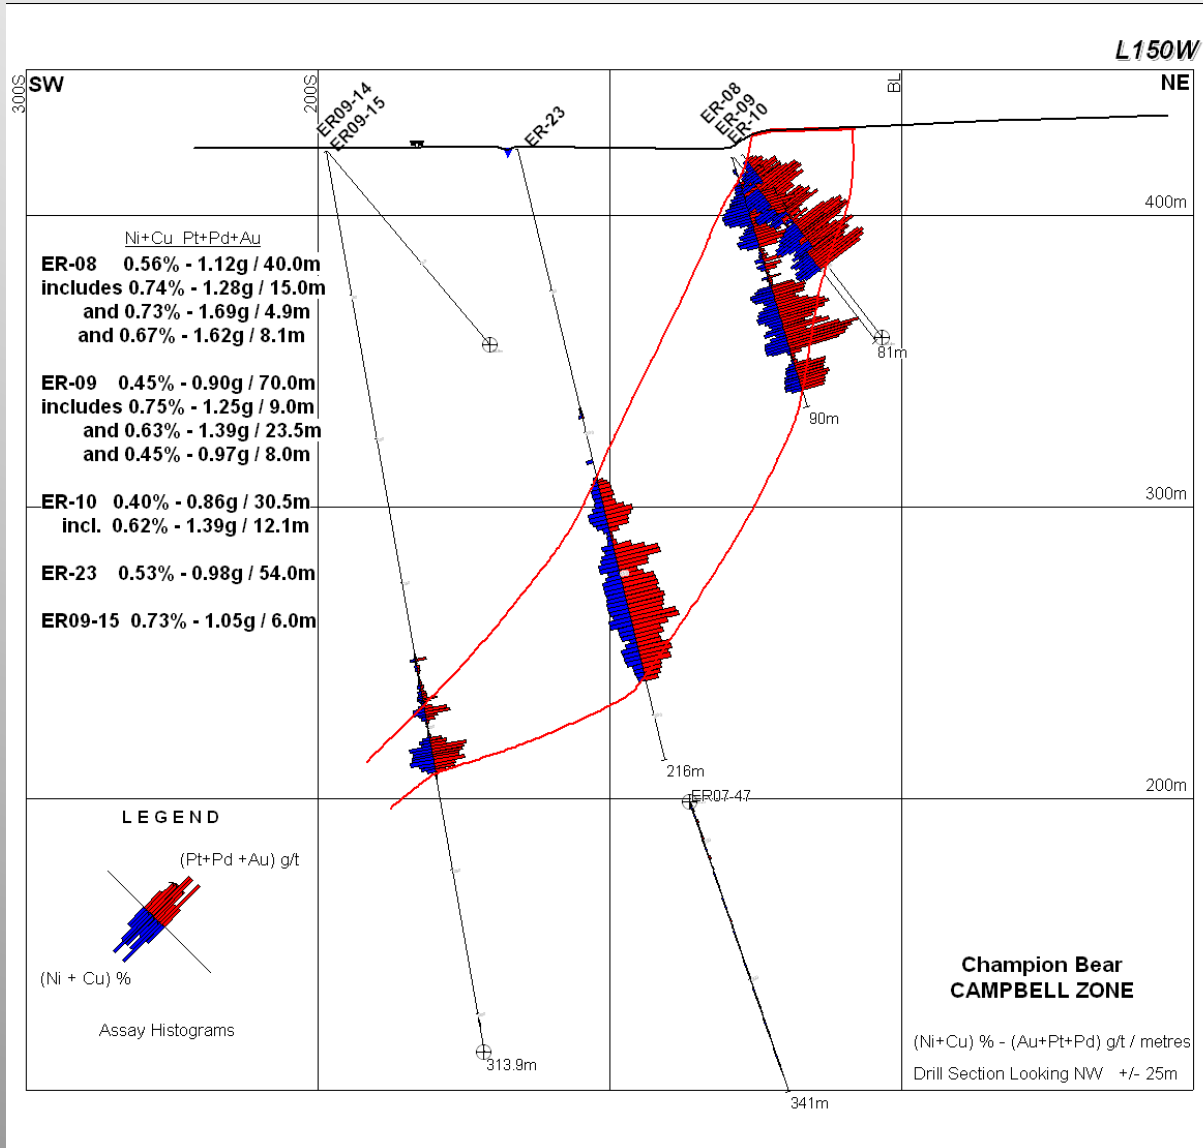 L150W
300S
SW
200S
BL
NE
ER09-14
ER09-15
ER-23
ER-08
ER-09
ER-10
400m
Ni+Cu Pt+Pd+Au
ER-08 0.56% - 1.12g / 40.0m
includes 0.74% - 1.28g / 15.0m
and 0.73% - 1.69g / 4.9m
and 0.67% - 1.62g / 8.1m
81m
ER-09 0.45% - 0.90g / 70.0m
includes 0.75% - 1.25g / 9.0m
and 0.63% - 1.39g / 23.5m
and 0.45% - 0.97g / 8.0m
90m
300m
ER-10 0.40% - 0.86g / 30.5m
incl. 0.62% - 1.39g / 12.1m
ER-23 0.53% - 0.98g / 54.0m
ER09-15 0.73% - 1.05g / 6.0m
216m
200m
ER07-47
LEGEND
(Pt+Pd +Au) g/t
(Ni + Cu) %
Assay Histograms
313.9m
341m
Champion Bear
CAMPBELL ZONE
(Ni+Cu) % - (Au+Pt+Pd) g/t / metres
Drill Section Looking NW +/- 25m